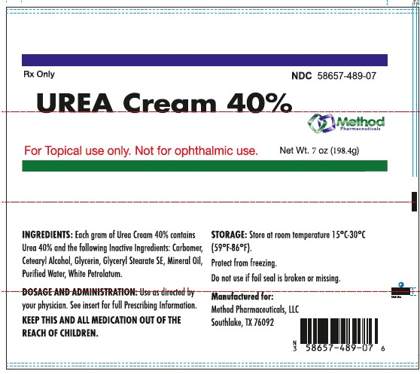 Rx Only
NDC 58657-489-07
UREA Cream 40%
Method
Pharmaceuticals
For Topical use only. Not for ophthalmic use.
Net Wt. 7 oz (198.4g)
INGREDIENTS: Each gram of Urea Cream 40% contains
Urea 40% and the following Inactive Ingredients: Carbomer,
Cetearyl Alcohol, Glycerin, Glyceryl Stearate SE, Mineral Oil,
Purified Water, White Petrolatum.
DOSAGE AND ADMINISTRATION: Use as directed by
your physician. See insert for full Prescribing Information.
KEEP THIS AND ALL MEDICATION OUT OF THE
REACH OF CHILDREN.
STORAGE: Store at room temperature 15°C-30°C
(59°F-86°F).
Protect from freezing.
Do not use if foil seal is broken or missing.
Manufactured for:
Method Pharmaceuticals, LLC
Southlake, TX 76092
N
3 58657-489-07 6